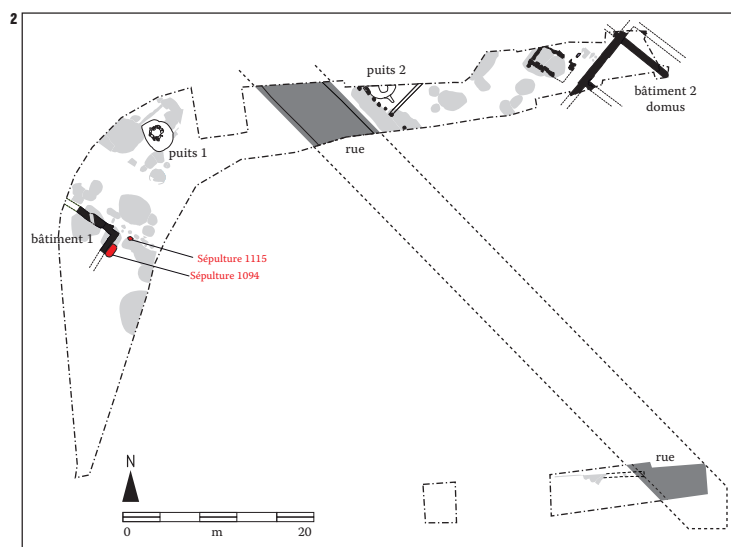 2
puits 2
bâtiment 2
domus
puits 1
rue
bâtiment 1
Sépulture 1115
Sépulture 1094
rue
N
0 m 20